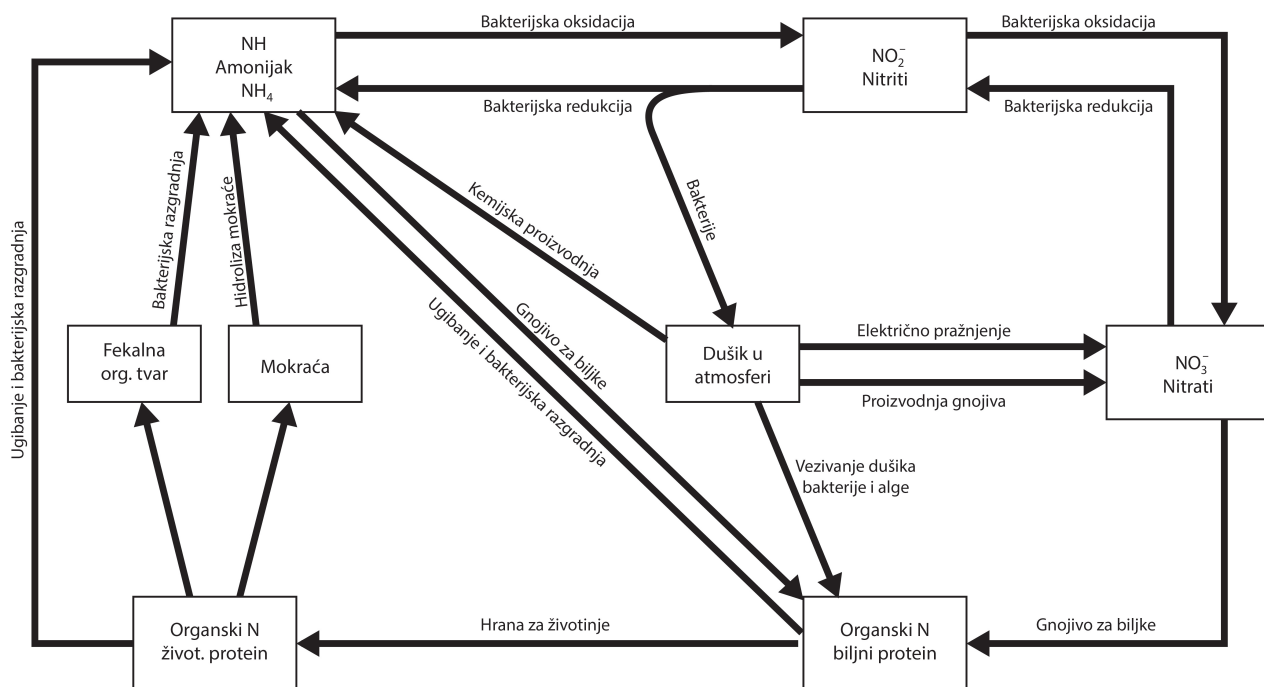 Bakterijska oksidacija
Bakterijska oksidacija
NH
Amonijak
NH₄
NO₂⁻
Nitriti
Bakterijska redukcija
Bakterijska redukcija
Bakterijska razgradnja
Hidroliza mokraće
Kemijska proizvodnja
Bakterije
Ugibanje i bakterijska razgradnja
Gnojivo za biljke
Ugibanje i bakterijska razgradnja
Fekalna
org. tvar
Mokraća
Dušik u
atmosferi
Električno pražnjenje
Proizvodnja gnojiva
NO₃⁻
Nitrati
Vezivanje dušika
bakterije i alge
Organski N
život. protein
Hrana za životinje
Organski N
biljni protein
Gnojivo za biljke